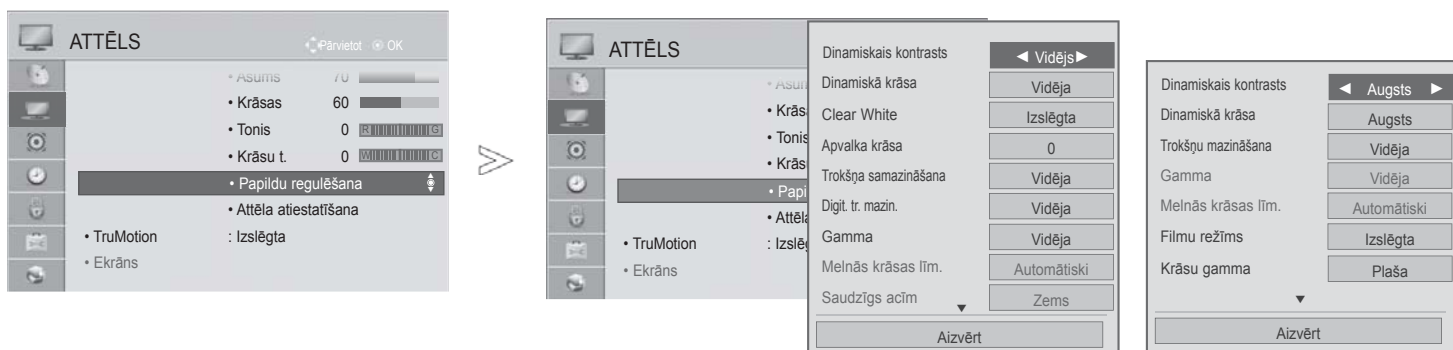 ATTĒLS
Pārvietot OK
• Asums 70
• Krāsas 60
• Tonis 0 R G
• Krāsu t. 0 W C
• Papildu regulēšana
• Attēla atiestatīšana
• TruMotion : Izslēgta
• Ekrāns
ATTĒLS
• Krās
• Tonis
• Krās
• Papi
• Attēla
• TruMotion : Izslēg
• Ekrāns
Dinamiskais kontrasts ◄ Vidējs ►
Dinamiskā krāsa Vidēja
Clear White Izslēgta
Apvalka krāsa 0
Trokšņa samazināšana Vidēja
Digit. tr. mazin. Vidēja
Gamma Vidēja
Melnās krāsas līm. Automātiski
Saudzīgs acīm Zems
▼
Aizvērt
Dinamiskais kontrasts ◄ Augsts ►
Dinamiskā krāsa Augsts
Trokšņu mazināšana Vidēja
Gamma Vidēja
Melnās krāsas līm. Automātiski
Filmu režīms Izslēgta
Krāsu gamma Plaša
▼
Aizvērt